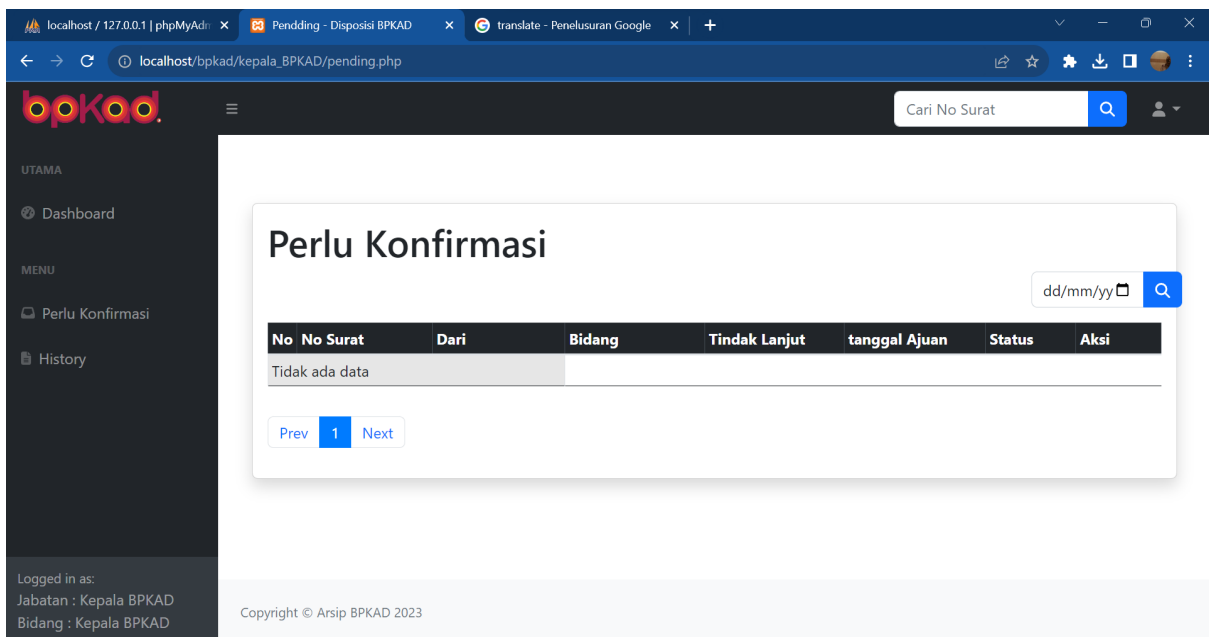 localhost / 127.0.0.1 | phpMyAdn
Pendding - Disposisi BPKAD
translate - Penelusuran Google
localhost/bpkad/kepala_BPKAD/pending.php
bpkad.
Cari No Surat
UTAMA
Dashboard
MENU
Perlu Konfirmasi
History
Perlu Konfirmasi
dd/mm/yy
No No Surat Dari Bidang Tindak Lanjut tanggal Ajuan Status Aksi
Tidak ada data
Prev 1 Next
Logged in as:
Jabatan : Kepala BPKAD
Bidang : Kepala BPKAD
Copyright © Arsip BPKAD 2023